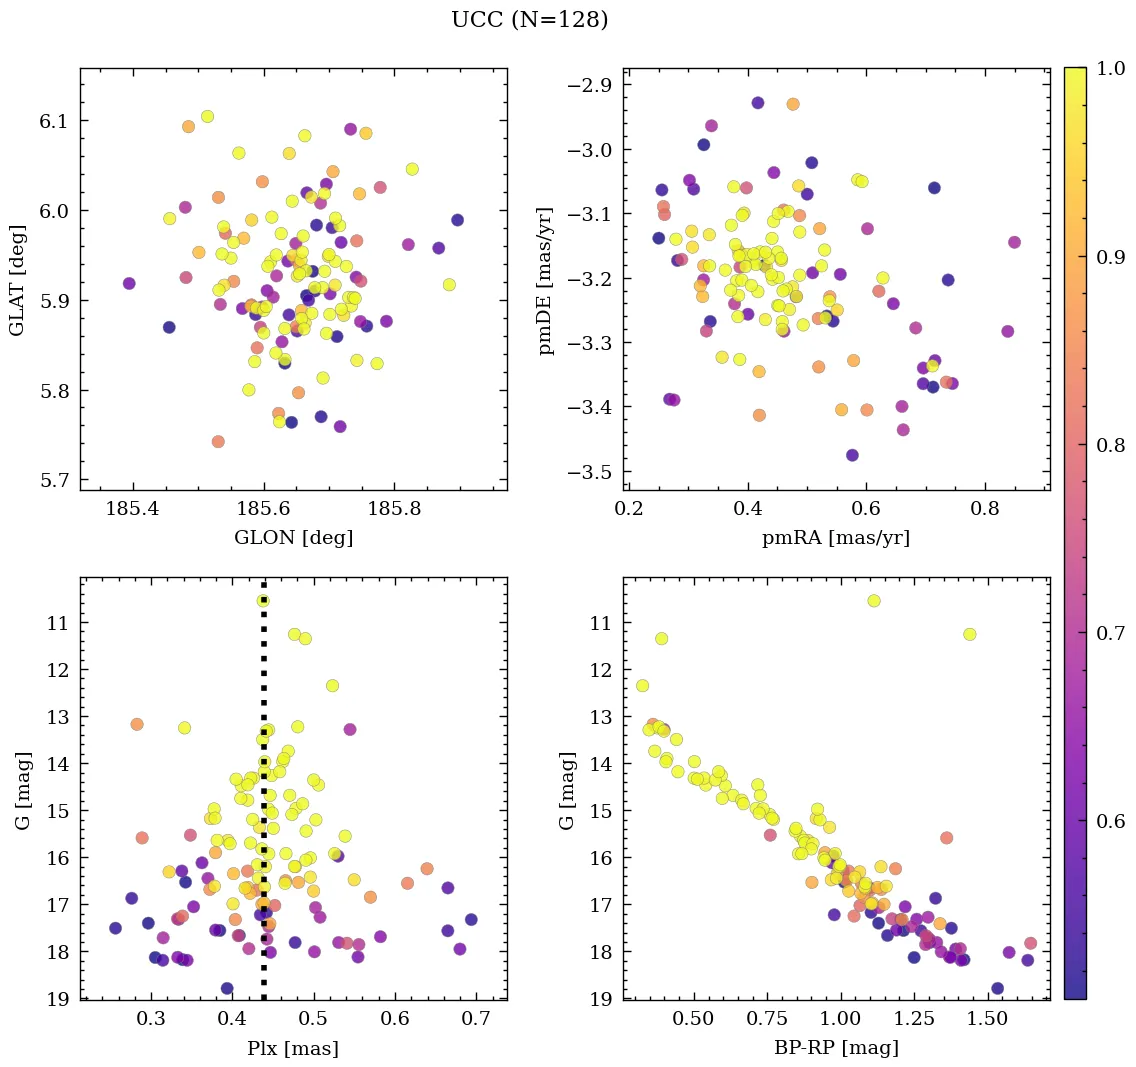 UCC (N=128)
6.1
6.0
5.9
5.8
5.7
GLAT [deg]
185.4 185.6 185.8
GLON [deg]
−2.9
−3.0
−3.1
−3.2
−3.3
−3.4
−3.5
pmDE [mas/yr]
0.2 0.4 0.6 0.8
pmRA [mas/yr]
1.0
0.9
0.8
0.7
0.6
11
12
13
14
15
16
17
18
19
G [mag]
0.3 0.4 0.5 0.6 0.7
Plx [mas]
11
12
13
14
15
16
17
18
19
G [mag]
0.50 0.75 1.00 1.25 1.50
BP-RP [mag]